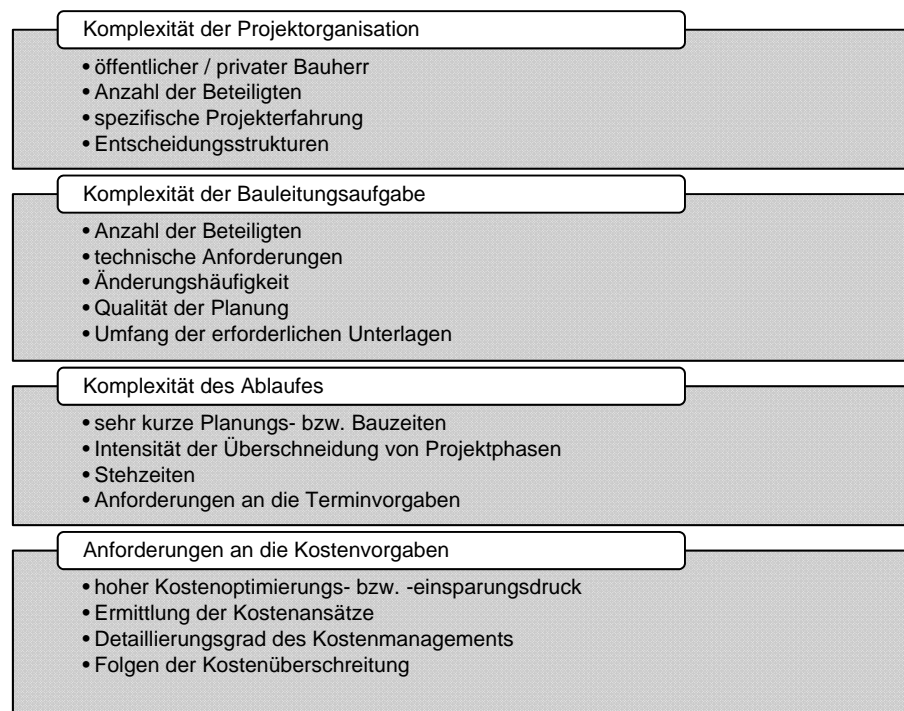 Komplexität der Projektorganisation
• öffentlicher / privater Bauherr
• Anzahl der Beteiligten
• spezifische Projekterfahrung
• Entscheidungsstrukturen
Komplexität der Bauleitungsaufgabe
• Anzahl der Beteiligten
• technische Anforderungen
• Änderungshäufigkeit
• Qualität der Planung
• Umfang der erforderlichen Unterlagen
Komplexität des Ablaufes
• sehr kurze Planungs- bzw. Bauzeiten
• Intensität der Überschneidung von Projektphasen
• Stehzeiten
• Anforderungen an die Terminvorgaben
Anforderungen an die Kostenvorgaben
• hoher Kostenoptimierungs- bzw. -einsparungsdruck
• Ermittlung der Kostenansätze
• Detaillierungsgrad des Kostenmanagements
• Folgen der Kostenüberschreitung